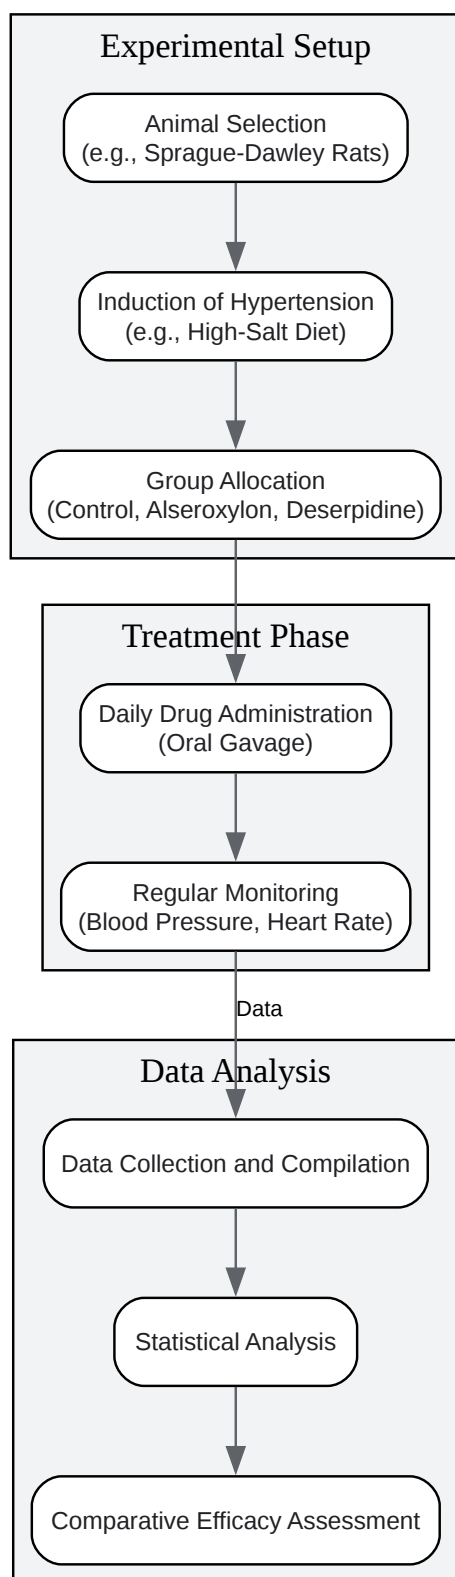 Experimental Setup
Animal Selection
(e.g., Sprague-Dawley Rats)
Induction of Hypertension
(e.g., High-Salt Diet)
Group Allocation
(Control, Alseroxylon, Deserpidine)
Treatment Phase
Daily Drug Administration
(Oral Gavage)
Regular Monitoring
(Blood Pressure, Heart Rate)
Data
Data Analysis
Data Collection and Compilation
Statistical Analysis
Comparative Efficacy Assessment